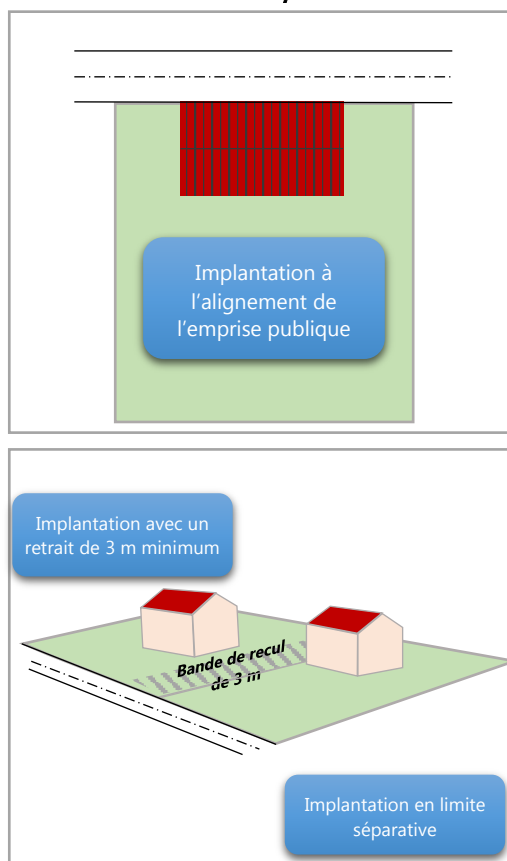 Implantation à
l'alignement de
l'emprise publique
Implantation avec un
retrait de 3 m minimum
Bande de recul
de 3 m
Implantation en limite
séparative